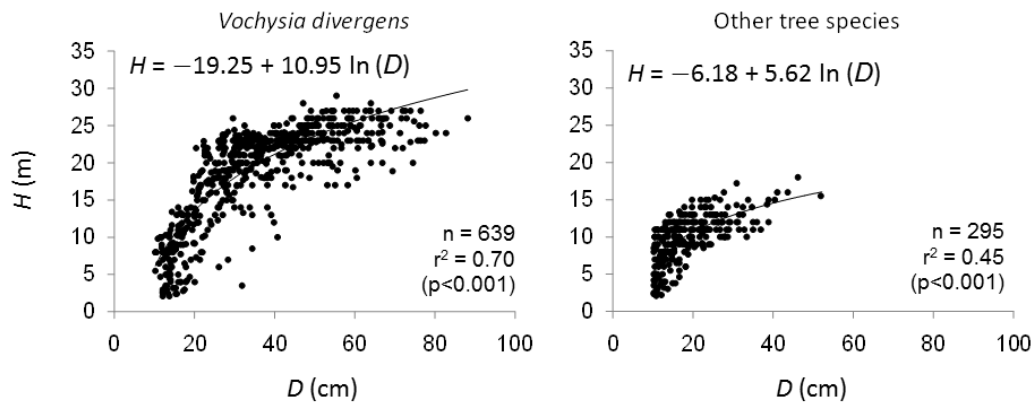 Vochysia divergens
35
30
25
20
15
10
5
0
H (m)
H = −19.25 + 10.95 ln (D)
n = 639
r² = 0.70
(p<0.001)
0 20 40 60 80 100
D (cm)
Other tree species
35
30
25
20
15
10
5
0
H = −6.18 + 5.62 ln (D)
n = 295
r² = 0.45
(p<0.001)
0 20 40 60 80 100
D (cm)